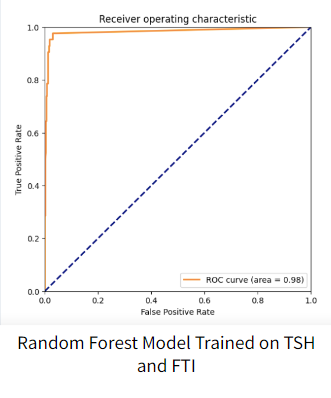 Receiver operating characteristic
1.0
0.8
0.6
0.4
0.2
0.0
True Positive Rate
ROC curve (area = 0.98)
0.0 0.2 0.4 0.6 0.8 1.0
False Positive Rate
Random Forest Model Trained on TSH
and FTI